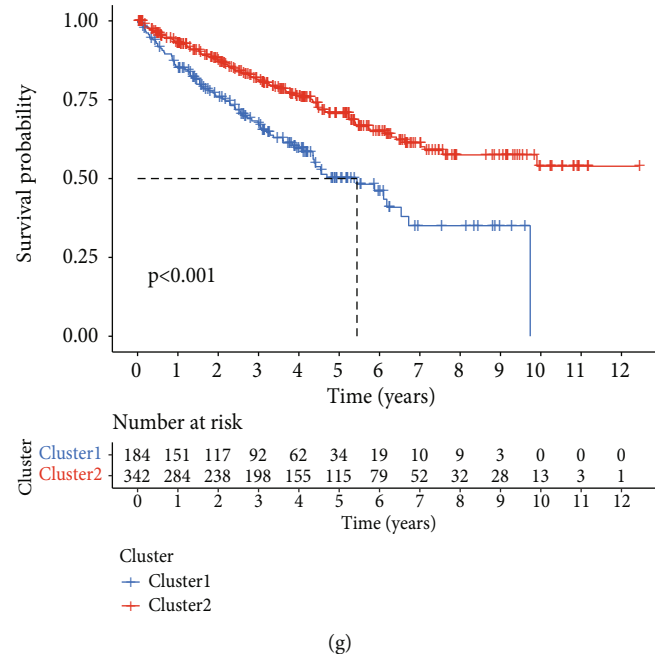 1.00
0.75
0.50
0.25
0.00
Survival probability
p<0.001
0 1 2 3 4 5 6 7 8 9 10 11 12
Time (years)
Number at risk
Cluster
Cluster1 184 151 117 92 62 34 19 10 9 3 0 0 0
Cluster2 342 284 238 198 155 115 79 52 32 28 13 3 1
0 1 2 3 4 5 6 7 8 9 10 11 12
Time (years)
Cluster
Cluster1
Cluster2
(g)